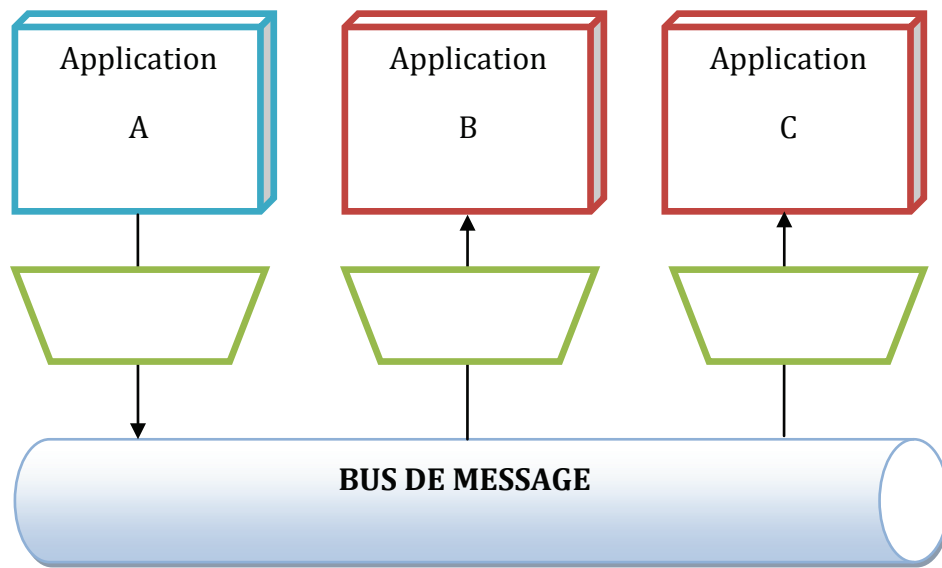 Application
A
Application
B
Application
C
BUS DE MESSAGE